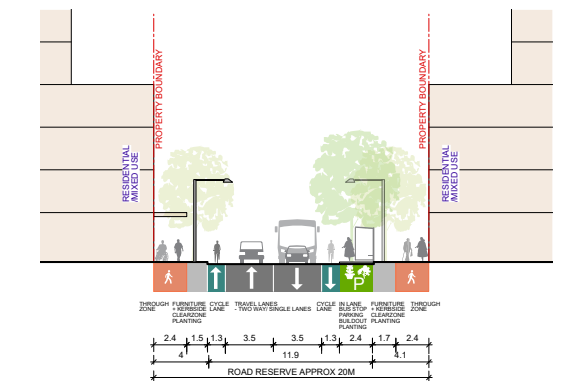 PROPERTY BOUNDARY
PROPERTY BOUNDARY
RESIDENTIAL
/MIXED USE
RESIDENTIAL
/MIXED USE
P
THROUGH
ZONE
FURNITURE
+ KERBSIDE
CLEARZONE
PLANTING
CYCLE
LANE
TRAVEL LANES
- TWO WAY/ SINGLE LANES
CYCLE
LANE
IN LANE
BUS STOP
PARKING
BUILDOUT
PLANTING
FURNITURE
+ KERBSIDE
CLEARZONE
PLANTING
THROUGH
ZONE
2.4 1.5 1.3 3.5 3.5 1.3 2.4 1.7 2.4
4 11.9 4.1
ROAD RESERVE APPROX 20M